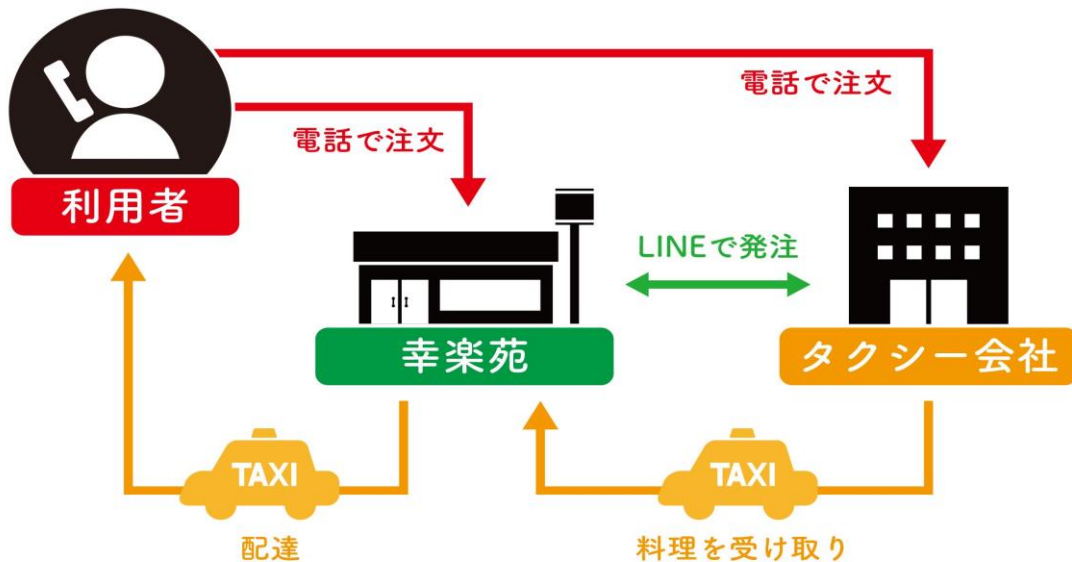 電話で注文
電話で注文
利用者
LINEで発注
幸楽苑
タクシー会社
TAXI
TAXI
配達
料理を受け取り